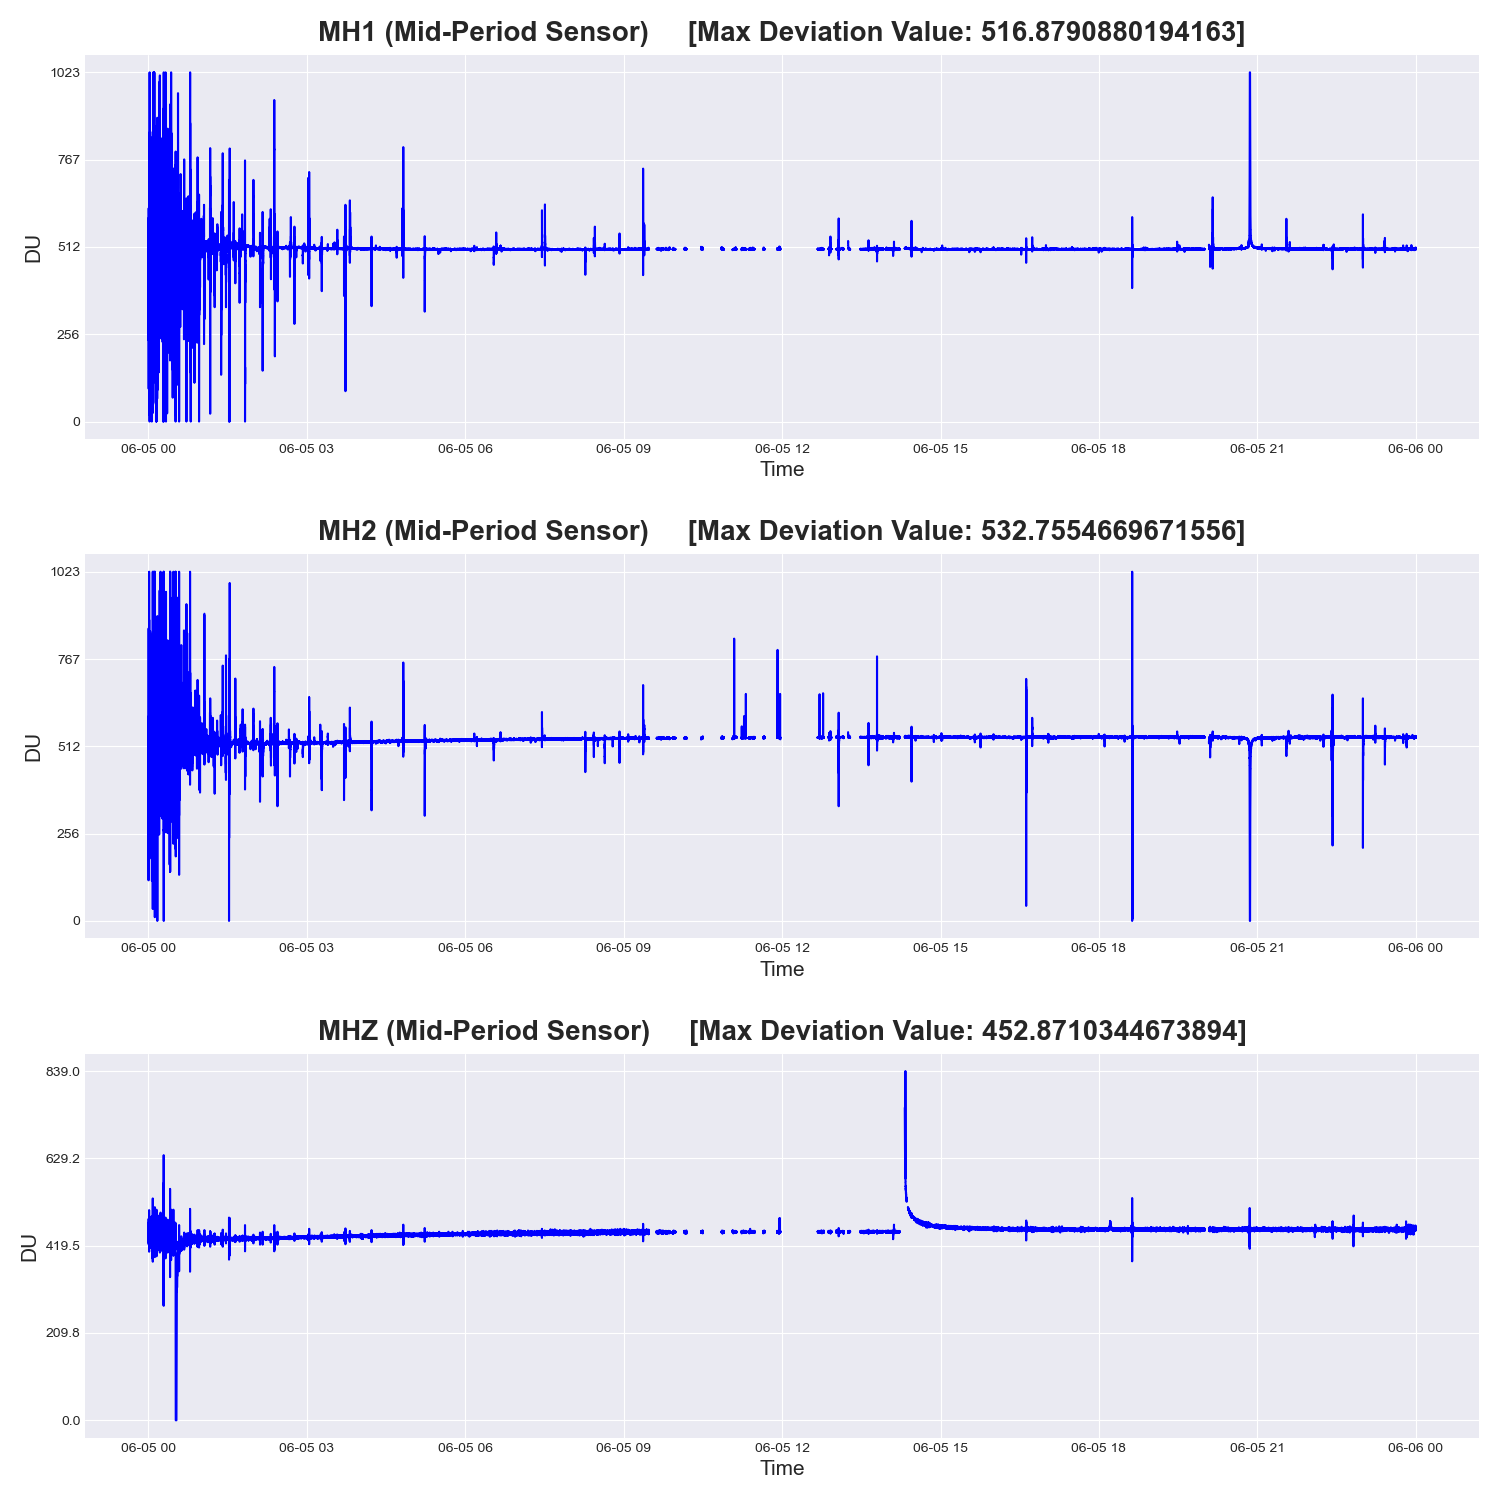 MH1 (Mid-Period Sensor) [Max Deviation Value: 516.8790880194163]
1023
767
512
256
0
DU
06-05 00 06-05 03 06-05 06 06-05 09 06-05 12 06-05 15 06-05 18 06-05 21 06-06 00
Time
MH2 (Mid-Period Sensor) [Max Deviation Value: 532.7554669671556]
1023
767
512
256
0
DU
06-05 00 06-05 03 06-05 06 06-05 09 06-05 12 06-05 15 06-05 18 06-05 21 06-06 00
Time
MHZ (Mid-Period Sensor) [Max Deviation Value: 452.8710344673894]
839.0
629.2
419.5
209.8
0.0
DU
06-05 00 06-05 03 06-05 06 06-05 09 06-05 12 06-05 15 06-05 18 06-05 21 06-06 00
Time